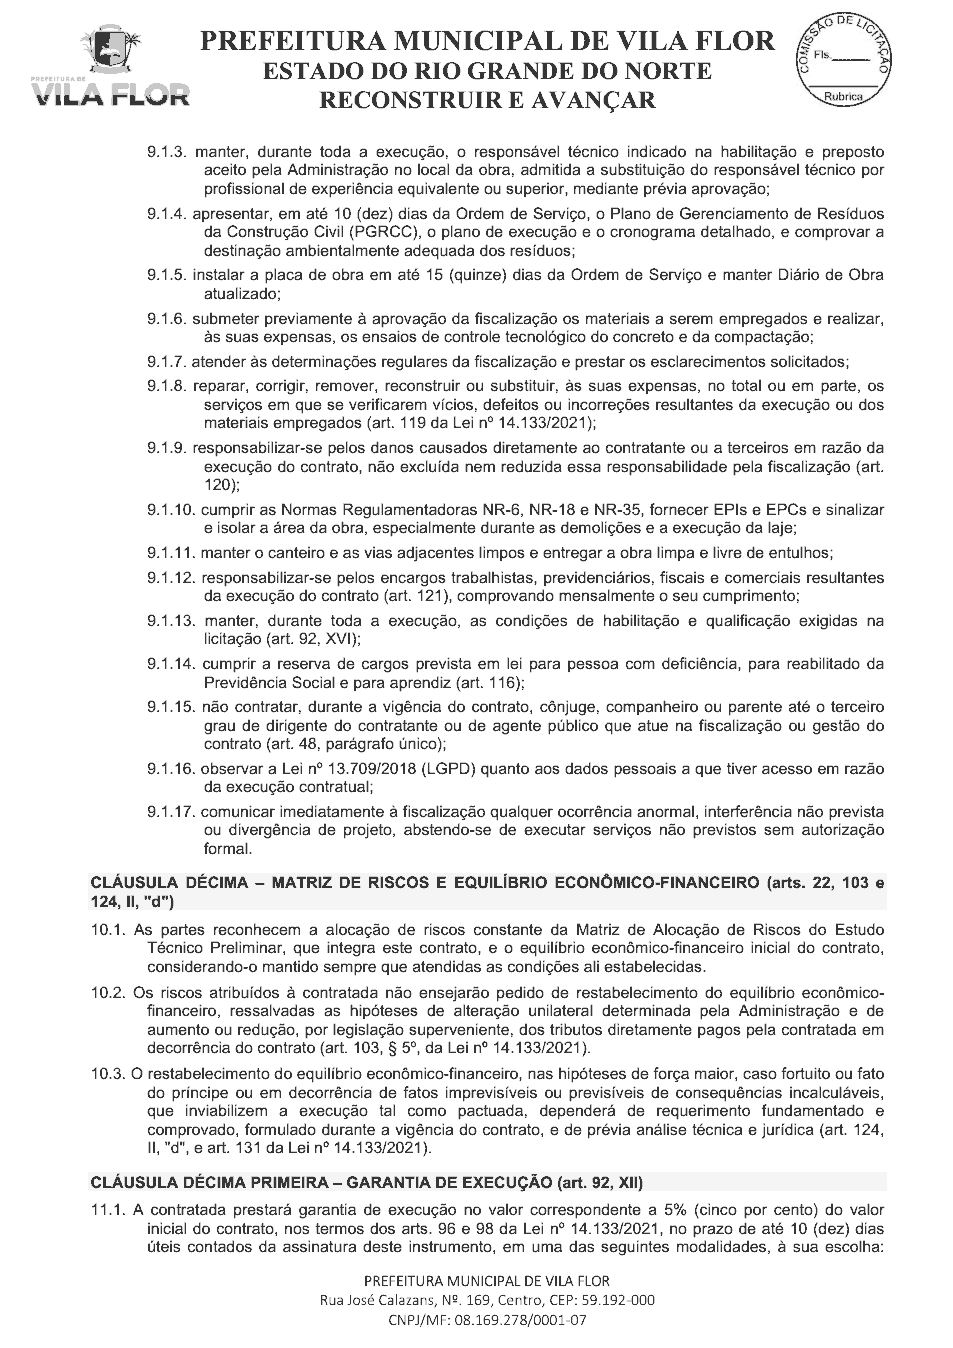 PREFEITURA DE
VILA FLOR
PREFEITURA MUNICIPAL DE VILA FLOR
ESTADO DO RIO GRANDE DO NORTE
RECONSTRUIR E AVANÇAR
COMISSÃO DE LICITAÇÃO
Fls.
Rubrica
9.1.3. manter, durante toda a execução, o responsável técnico indicado na habilitação e preposto
aceito pela Administração no local da obra, admitida a substituição do responsável técnico por
profissional de experiência equivalente ou superior, mediante prévia aprovação;
9.1.4. apresentar, em até 10 (dez) dias da Ordem de Serviço, o Plano de Gerenciamento de Resíduos
da Construção Civil (PGRCC), o plano de execução e o cronograma detalhado, e comprovar a
destinação ambientalmente adequada dos resíduos;
9.1.5. instalar a placa de obra em até 15 (quinze) dias da Ordem de Serviço e manter Diário de Obra
atualizado;
9.1.6. submeter previamente à aprovação da fiscalização os materiais a serem empregados e realizar,
às suas expensas, os ensaios de controle tecnológico do concreto e da compactação;
9.1.7. atender às determinações regulares da fiscalização e prestar os esclarecimentos solicitados;
9.1.8. reparar, corrigir, remover, reconstruir ou substituir, às suas expensas, no total ou em parte, os
serviços em que se verificarem vícios, defeitos ou incorreções resultantes da execução ou dos
materiais empregados (art. 119 da Lei nº 14.133/2021);
9.1.9. responsabilizar-se pelos danos causados diretamente ao contratante ou a terceiros em razão da
execução do contrato, não excluída nem reduzida essa responsabilidade pela fiscalização (art.
120);
9.1.10. cumprir as Normas Regulamentadoras NR-6, NR-18 e NR-35, fornecer EPIs e EPCs e sinalizar
e isolar a área da obra, especialmente durante as demolições e a execução da laje;
9.1.11. manter o canteiro e as vias adjacentes limpos e entregar a obra limpa e livre de entulhos;
9.1.12. responsabilizar-se pelos encargos trabalhistas, previdenciários, fiscais e comerciais resultantes
da execução do contrato (art. 121), comprovando mensalmente o seu cumprimento;
9.1.13. manter, durante toda a execução, as condições de habilitação e qualificação exigidas na
licitação (art. 92, XVI);
9.1.14. cumprir a reserva de cargos prevista em lei para pessoa com deficiência, para reabilitado da
Previdência Social e para aprendiz (art. 116);
9.1.15. não contratar, durante a vigência do contrato, cônjuge, companheiro ou parente até o terceiro
grau de dirigente do contratante ou de agente público que atue na fiscalização ou gestão do
contrato (art. 48, parágrafo único);
9.1.16. observar a Lei nº 13.709/2018 (LGPD) quanto aos dados pessoais a que tiver acesso em razão
da execução contratual;
9.1.17. comunicar imediatamente à fiscalização qualquer ocorrência anormal, interferência não prevista
ou divergência de projeto, abstendo-se de executar serviços não previstos sem autorização
formal.
CLÁUSULA DÉCIMA – MATRIZ DE RISCOS E EQUILÍBRIO ECONÔMICO-FINANCEIRO (arts. 22, 103 e
124, II, "d")
10.1. As partes reconhecem a alocação de riscos constante da Matriz de Alocação de Riscos do Estudo
Técnico Preliminar, que integra este contrato, e o equilíbrio econômico-financeiro inicial do contrato,
considerando-o mantido sempre que atendidas as condições ali estabelecidas.
10.2. Os riscos atribuídos à contratada não ensejarão pedido de restabelecimento do equilíbrio econômico-
financeiro, ressalvadas as hipóteses de alteração unilateral determinada pela Administração e de
aumento ou redução, por legislação superveniente, dos tributos diretamente pagos pela contratada em
decorrência do contrato (art. 103, § 5º, da Lei nº 14.133/2021).
10.3. O restabelecimento do equilíbrio econômico-financeiro, nas hipóteses de força maior, caso fortuito ou fato
do príncipe ou em decorrência de fatos imprevisíveis ou previsíveis de consequências incalculáveis,
que inviabilizem a execução tal como pactuada, dependerá de requerimento fundamentado e
comprovado, formulado durante a vigência do contrato, e de prévia análise técnica e jurídica (art. 124,
II, "d", e art. 131 da Lei nº 14.133/2021).
CLÁUSULA DÉCIMA PRIMEIRA – GARANTIA DE EXECUÇÃO (art. 92, XII)
11.1. A contratada prestará garantia de execução no valor correspondente a 5% (cinco por cento) do valor
inicial do contrato, nos termos dos arts. 96 e 98 da Lei nº 14.133/2021, no prazo de até 10 (dez) dias
úteis contados da assinatura deste instrumento, em uma das seguintes modalidades, à sua escolha:
PREFEITURA MUNICIPAL DE VILA FLOR
Rua José Calazans, Nº. 169, Centro, CEP: 59.192-000
CNPJ/MF: 08.169.278/0001-07